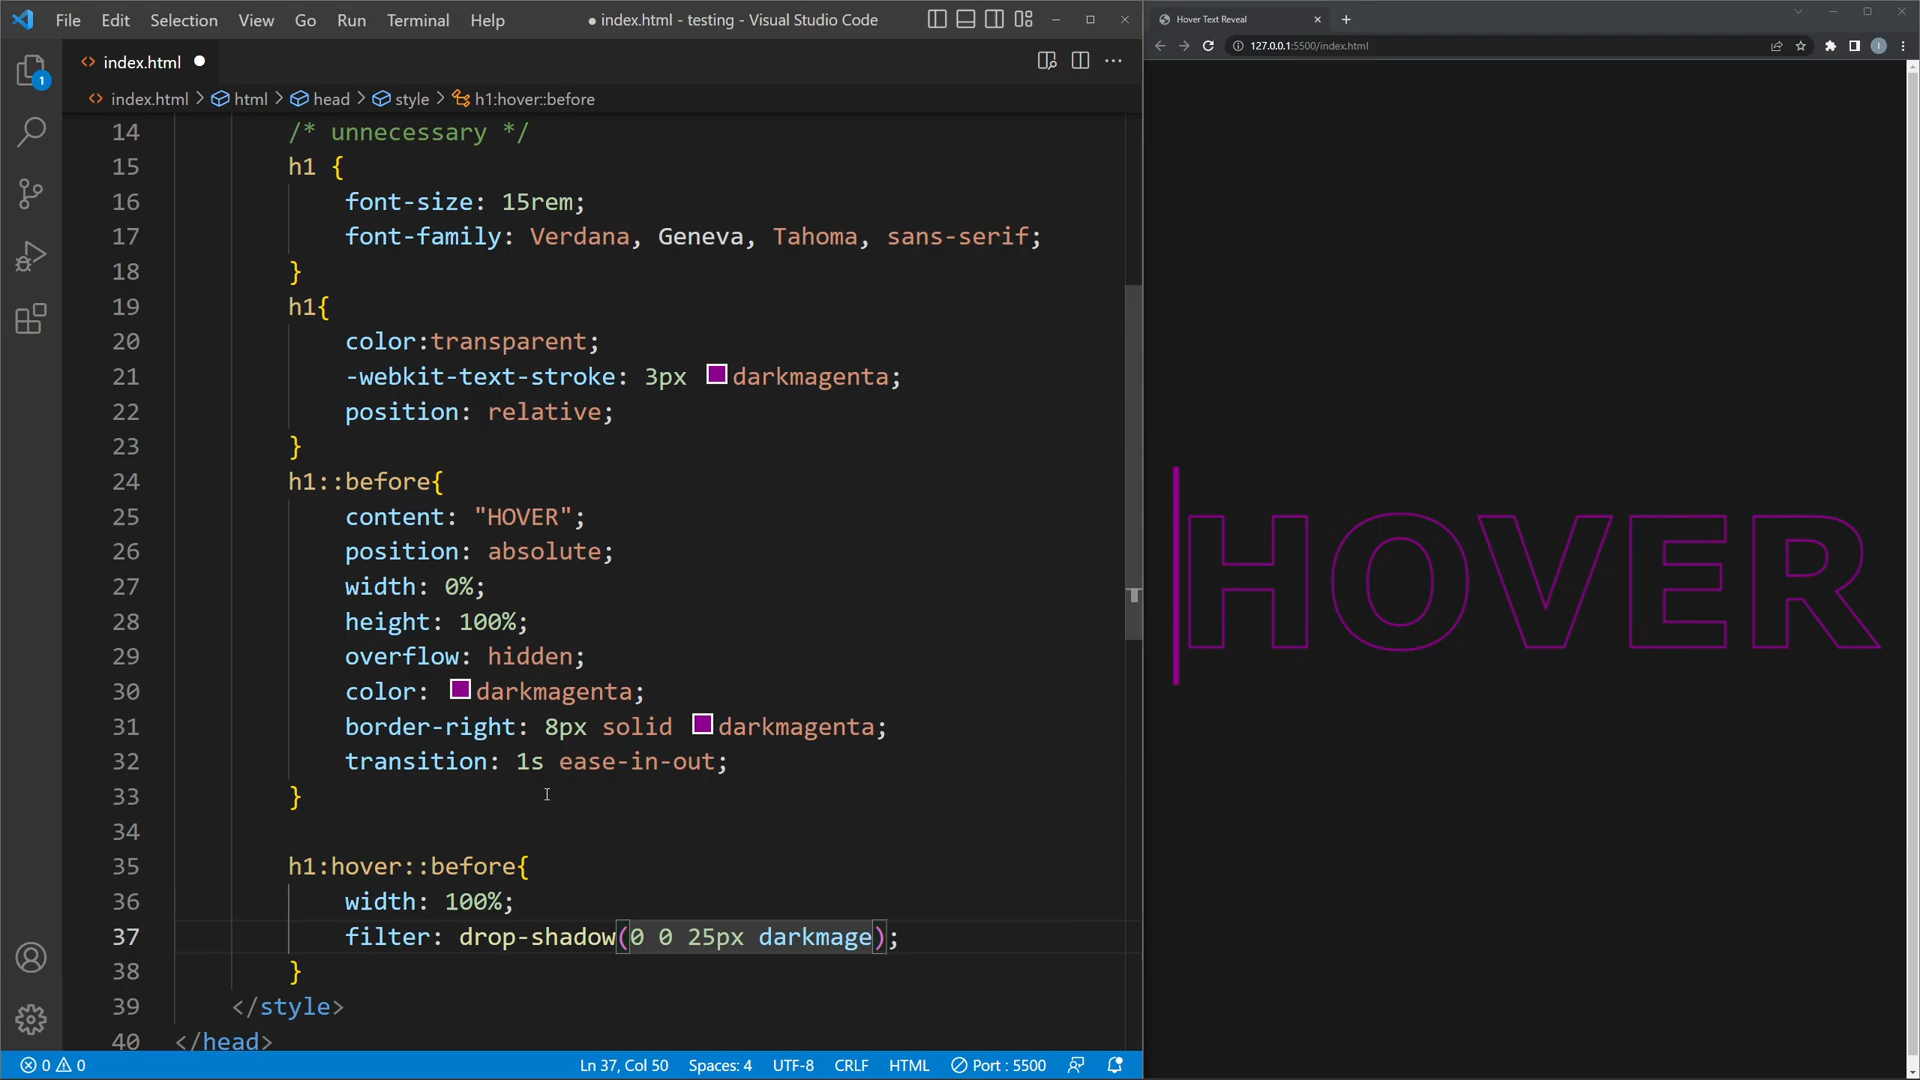 File Edit Selection View Go Run Terminal Help
● index.html - testing - Visual Studio Code
1
<> index.html ●
<> index.html > html > head > style > h1:hover::before
14 /* unnecessary */
15 h1 {
16 font-size: 15rem;
17 font-family: Verdana, Geneva, Tahoma, sans-serif;
18 }
19 h1{
20 color:transparent;
21 -webkit-text-stroke: 3px darkmagenta;
22 position: relative;
23 }
24 h1::before{
25 content: "HOVER";
26 position: absolute;
27 width: 0%;
28 height: 100%;
29 overflow: hidden;
30 color: darkmagenta;
31 border-right: 8px solid darkmagenta;
32 transition: 1s ease-in-out;
33 }
34
35 h1:hover::before{
36 width: 100%;
37 filter: drop-shadow(0 0 25px darkmage);
38 }
39 </style>
40 </head>
0 0 Ln 37, Col 50 Spaces: 4 UTF-8 CRLF HTML Port : 5500
Hover Text Reveal
127.0.0.1:5500/index.html
I
HOVER